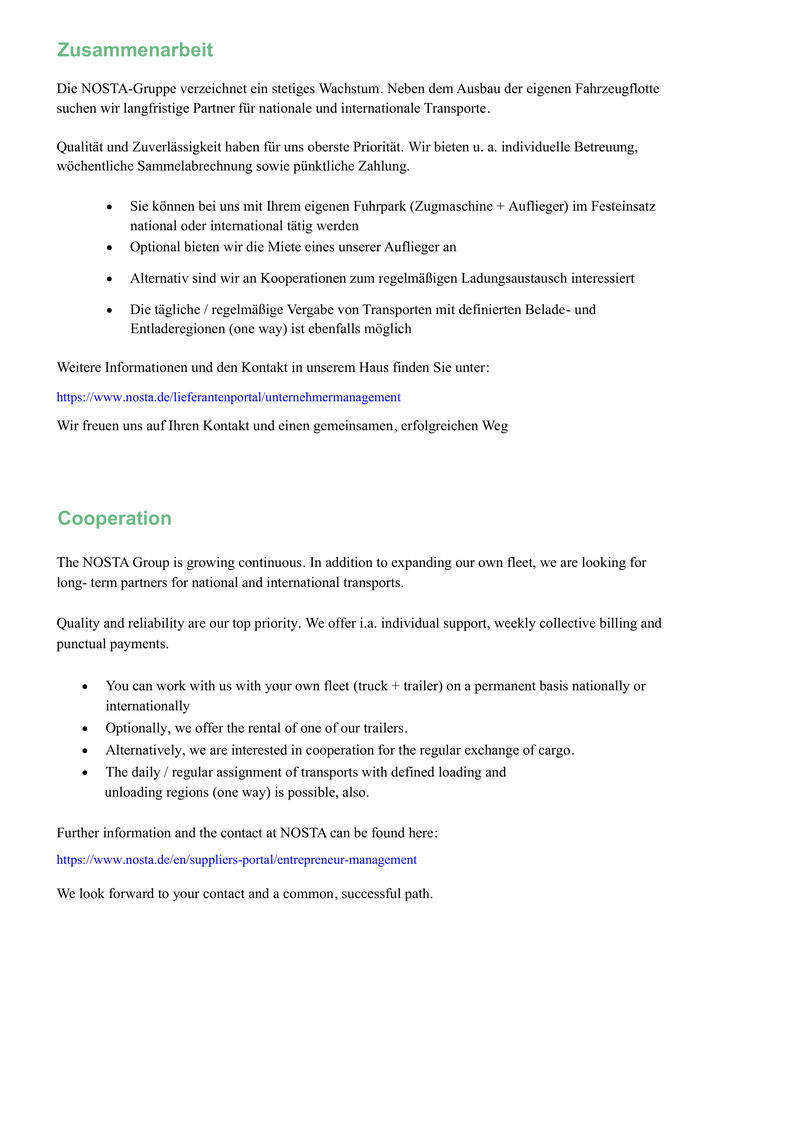 Zusammenarbeit
Die NOSTA-Gruppe verzeichnet ein stetiges Wachstum. Neben dem Ausbau der eigenen Fahrzeugflotte
suchen wir langfristige Partner für nationale und internationale Transporte.
Qualität und Zuverlässigkeit haben für uns oberste Priorität. Wir bieten u. a. individuelle Betreuung,
wöchentliche Sammelabrechnung sowie pünktliche Zahlung.
• Sie können bei uns mit Ihrem eigenen Fuhrpark (Zugmaschine + Auflieger) im Festeinsatz
national oder international tätig werden
• Optional bieten wir die Miete eines unserer Auflieger an
• Alternativ sind wir an Kooperationen zum regelmäßigen Ladungsaustausch interessiert
• Die tägliche / regelmäßige Vergabe von Transporten mit definierten Belade- und
Entladeregionen (one way) ist ebenfalls möglich
Weitere Informationen und den Kontakt in unserem Haus finden Sie unter:
https://www.nosta.de/lieferantenportal/unternehmermanagement
Wir freuen uns auf Ihren Kontakt und einen gemeinsamen, erfolgreichen Weg
Cooperation
The NOSTA Group is growing continuous. In addition to expanding our own fleet, we are looking for
long- term partners for national and international transports.
Quality and reliability are our top priority. We offer i.a. individual support, weekly collective billing and
punctual payments.
• You can work with us with your own fleet (truck + trailer) on a permanent basis nationally or
internationally
• Optionally, we offer the rental of one of our trailers.
• Alternatively, we are interested in cooperation for the regular exchange of cargo.
• The daily / regular assignment of transports with defined loading and
unloading regions (one way) is possible, also.
Further information and the contact at NOSTA can be found here:
https://www.nosta.de/en/suppliers-portal/entrepreneur-management
We look forward to your contact and a common, successful path.